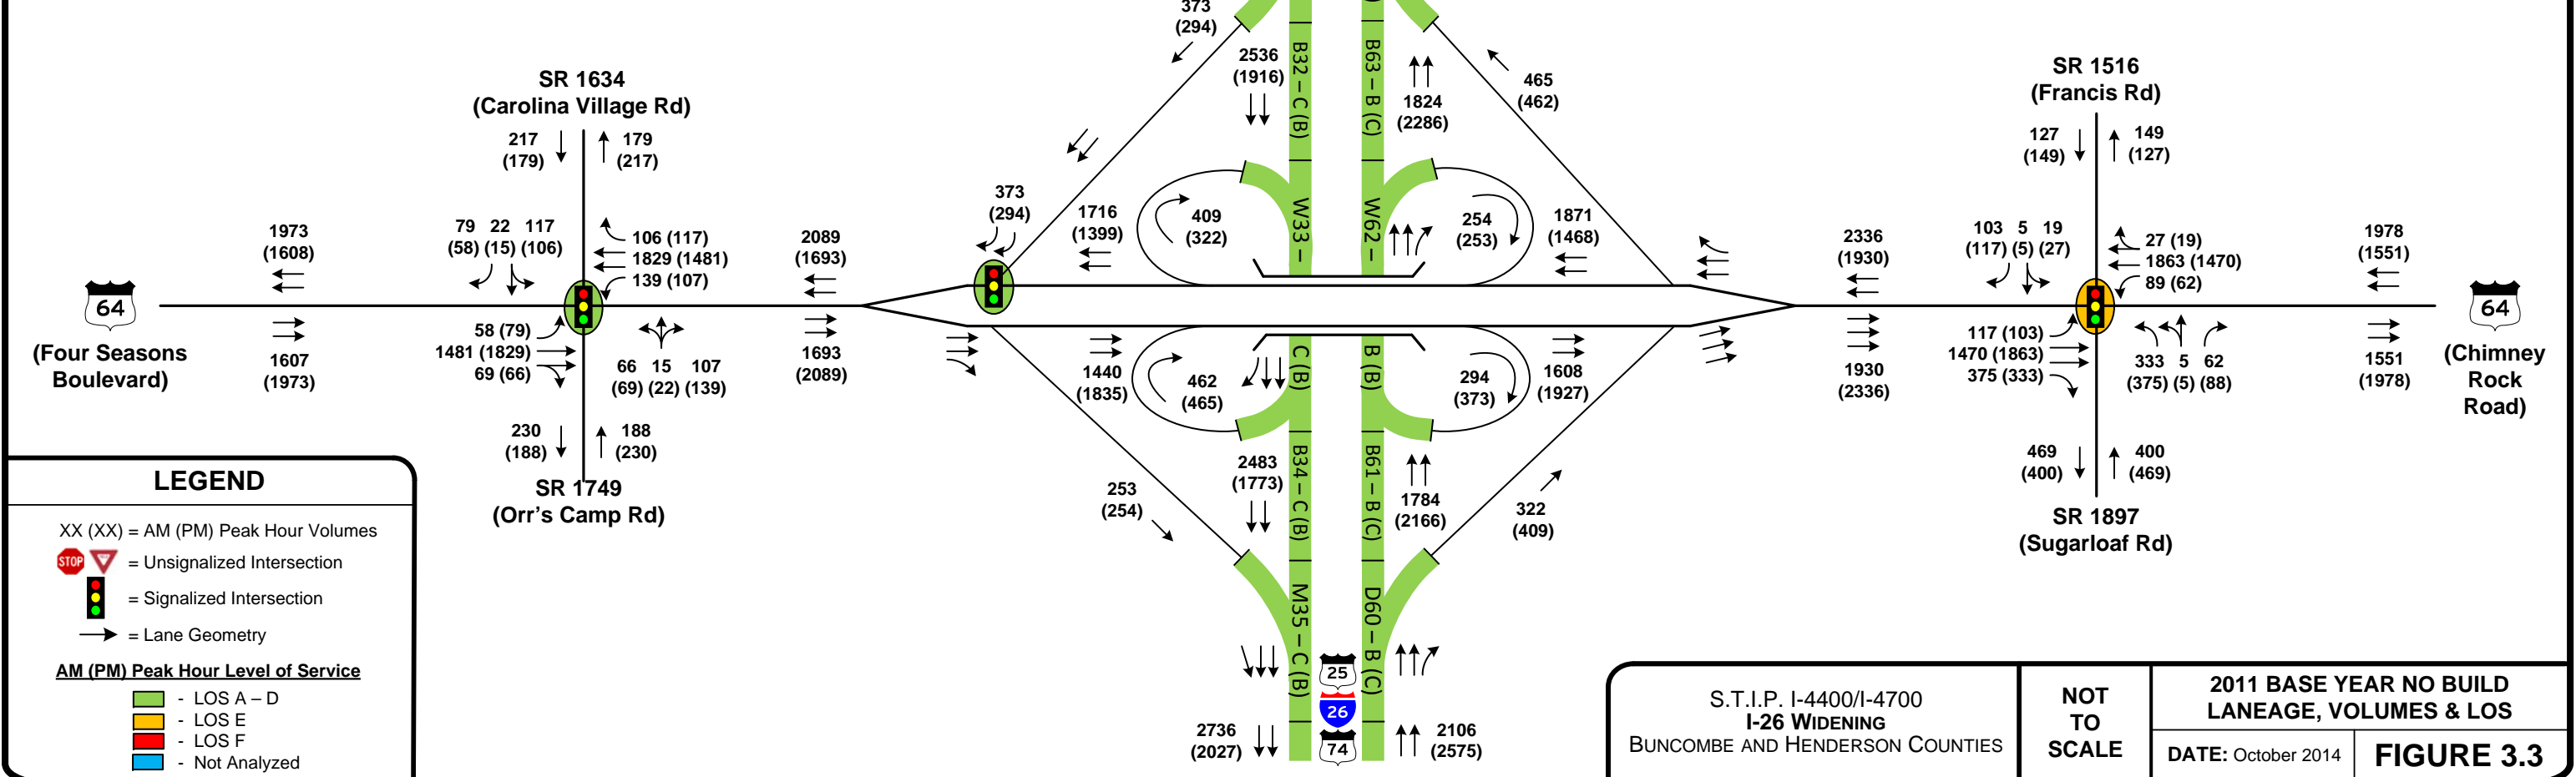 373
(294)
2536
(1916)
B32 – C (B)
B63 – B (C)
1824
(2286)
465
(462)
SR 1634
(Carolina Village Rd)
217
(179)
179
(217)
SR 1516
(Francis Rd)
127
(149)
149
(127)
1973
(1608)
79 22 117
(58) (15) (106)
106 (117)
1829 (1481)
139 (107)
2089
(1693)
373
(294)
1716
(1399)
409
(322)
W33 –
W62 –
254
(253)
1871
(1468)
2336
(1930)
103 5 19
(117) (5) (27)
27 (19)
1863 (1470)
89 (62)
1978
(1551)
64
(Four Seasons
Boulevard)
1607
(1973)
58 (79)
1481 (1829)
69 (66)
66 15 107
(69) (22) (139)
1693
(2089)
1440
(1835)
462
(465)
C (B)
B (B)
294
(373)
1608
(1927)
1930
(2336)
117 (103)
1470 (1863)
375 (333)
333 5 62
(375) (5) (88)
1551
(1978)
64
(Chimney
Rock
Road)
230
(188)
188
(230)
SR 1749
(Orr's Camp Rd)
253
(254)
2483
(1773)
B34 – C (B)
B61 – B (C)
1784
(2166)
322
(409)
469
(400)
400
(469)
SR 1897
(Sugarloaf Rd)
M35 – C (B)
D60 – B (C)
2736
(2027)
25
26
74
2106
(2575)
LEGEND
XX (XX) = AM (PM) Peak Hour Volumes
STOP = Unsignalized Intersection
= Signalized Intersection
= Lane Geometry
AM (PM) Peak Hour Level of Service
- LOS A – D
- LOS E
- LOS F
- Not Analyzed
S.T.I.P. I-4400/I-4700
I-26 WIDENING
BUNCOMBE AND HENDERSON COUNTIES
NOT
TO
SCALE
2011 BASE YEAR NO BUILD
LANEAGE, VOLUMES & LOS
DATE: October 2014
FIGURE 3.3